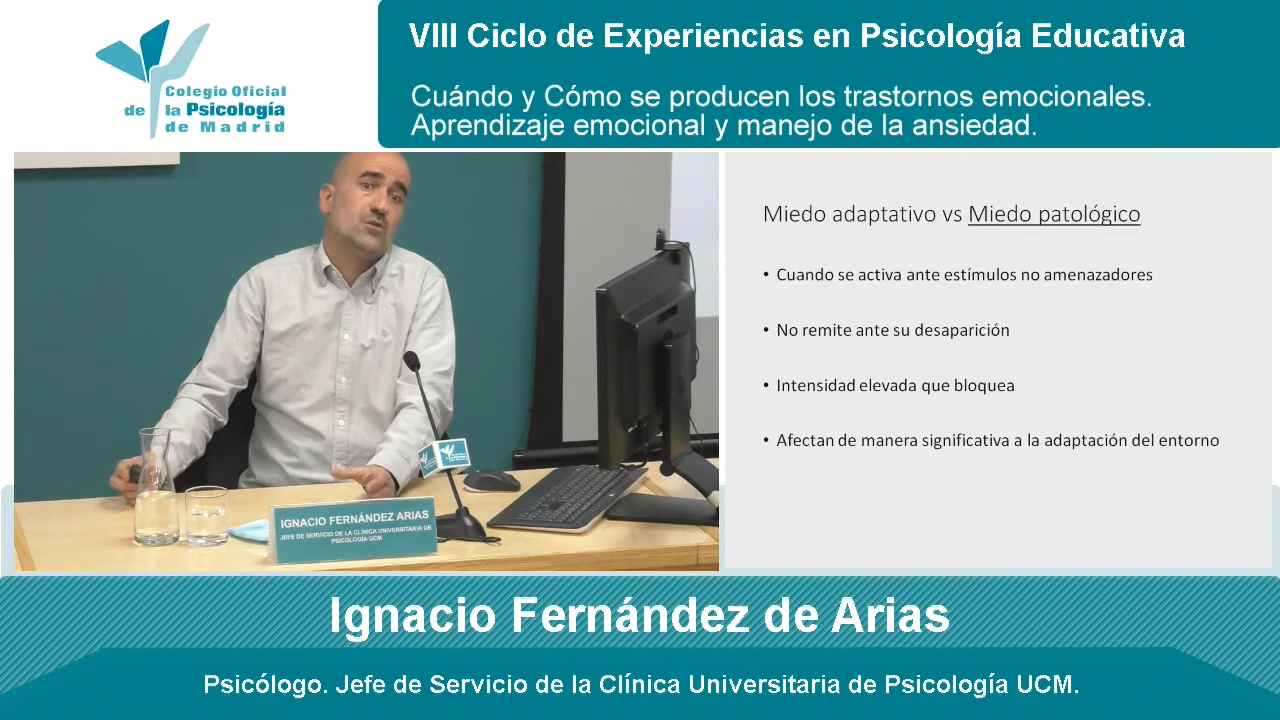 Colegio Oficial
de la Psicología
de Madrid
VIII Ciclo de Experiencias en Psicología Educativa
Cuándo y Cómo se producen los trastornos emocionales.
Aprendizaje emocional y manejo de la ansiedad.
Miedo adaptativo vs Miedo patológico
• Cuando se activa ante estímulos no amenazadores
• No remite ante su desaparición
• Intensidad elevada que bloquea
• Afectan de manera significativa a la adaptación del entorno
IGNACIO FERNÁNDEZ ARIAS
JEFE DE SERVICIO DE LA CLÍNICA UNIVERSITARIA DE
PSICOLOGÍA UCM
Ignacio Fernández de Arias
Psicólogo. Jefe de Servicio de la Clínica Universitaria de Psicología UCM.